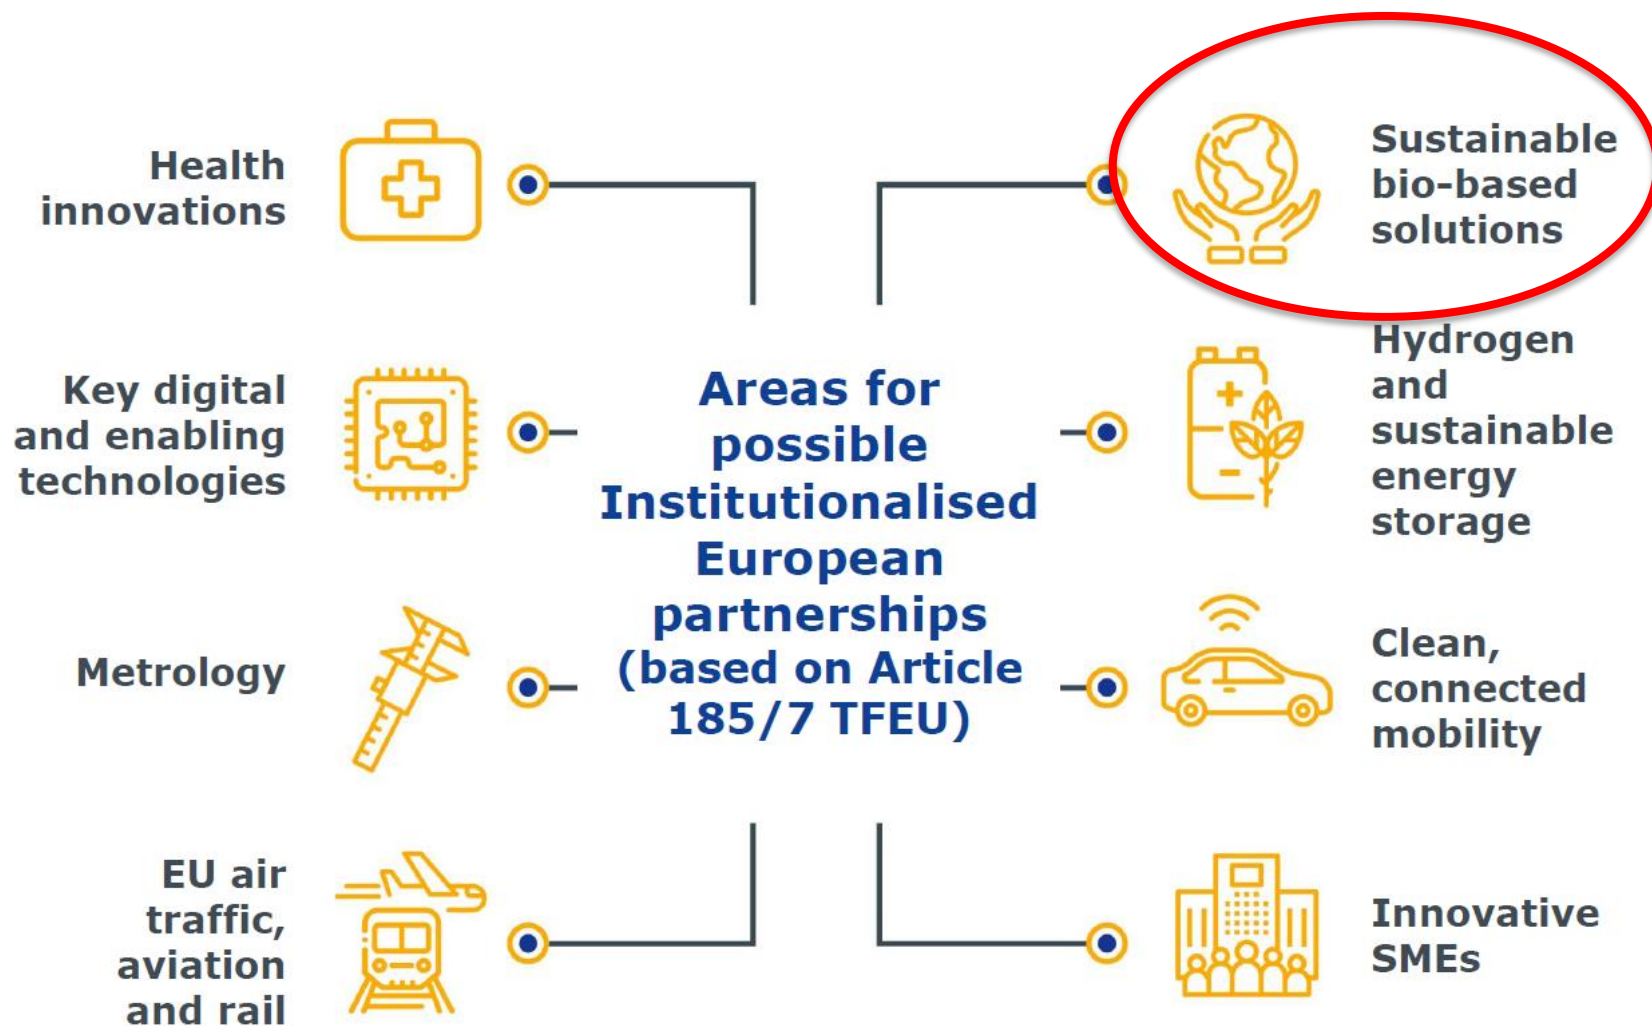 Health
innovations
Key digital
and enabling
technologies
Metrology
EU air
traffic,
aviation
and rail
Areas for
possible
Institutionalised
European
partnerships
(based on Article
185/7 TFEU)
Sustainable
bio-based
solutions
Hydrogen
and
sustainable
energy
storage
Clean,
connected
mobility
Innovative
SMEs